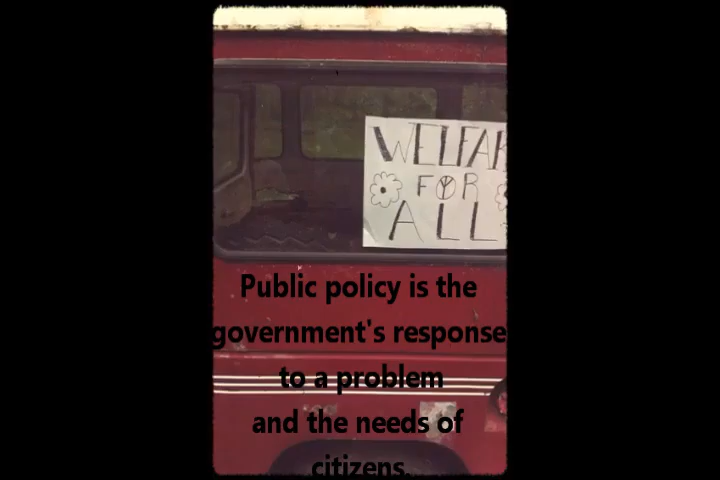 WELFAR
FOR
ALL
Public policy is the
government's response
to a problem
and the needs of
citizens.